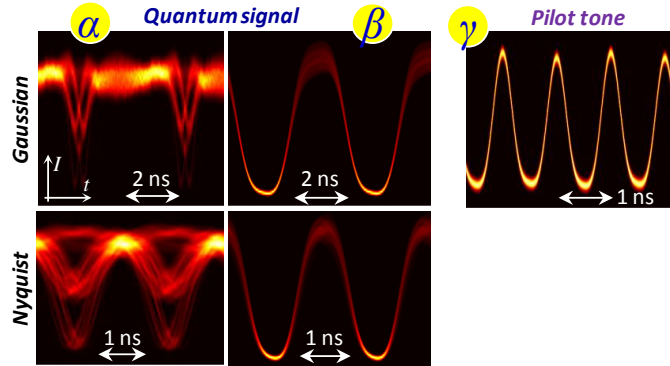 α Quantum signal β γ Pilot tone
Gaussian
I
t
2 ns 2 ns 1 ns
Nyquist
1 ns 1 ns